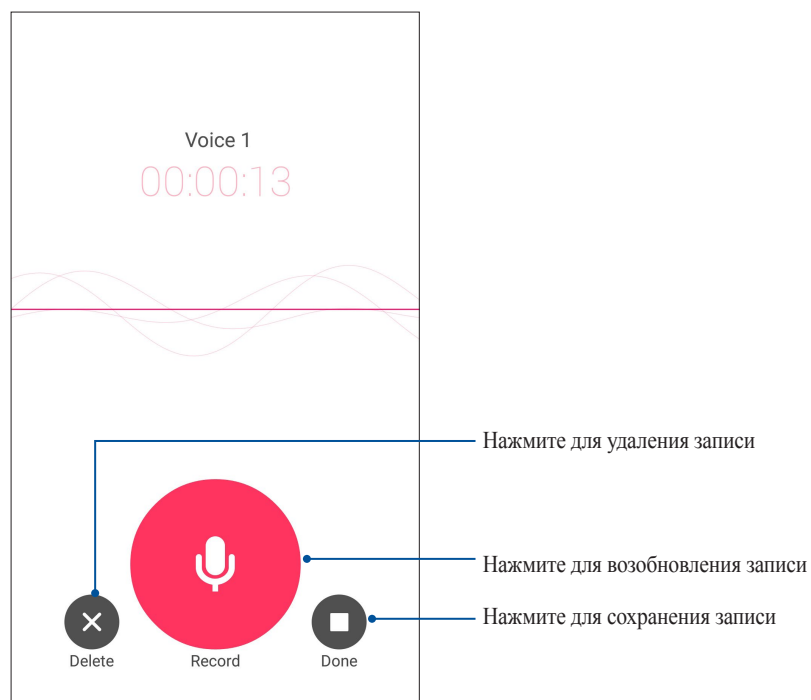 Voice 1
00:00:13
Нажмите для удаления записи
Нажмите для возобновления записи
Нажмите для сохранения записи
Delete
Record
Done